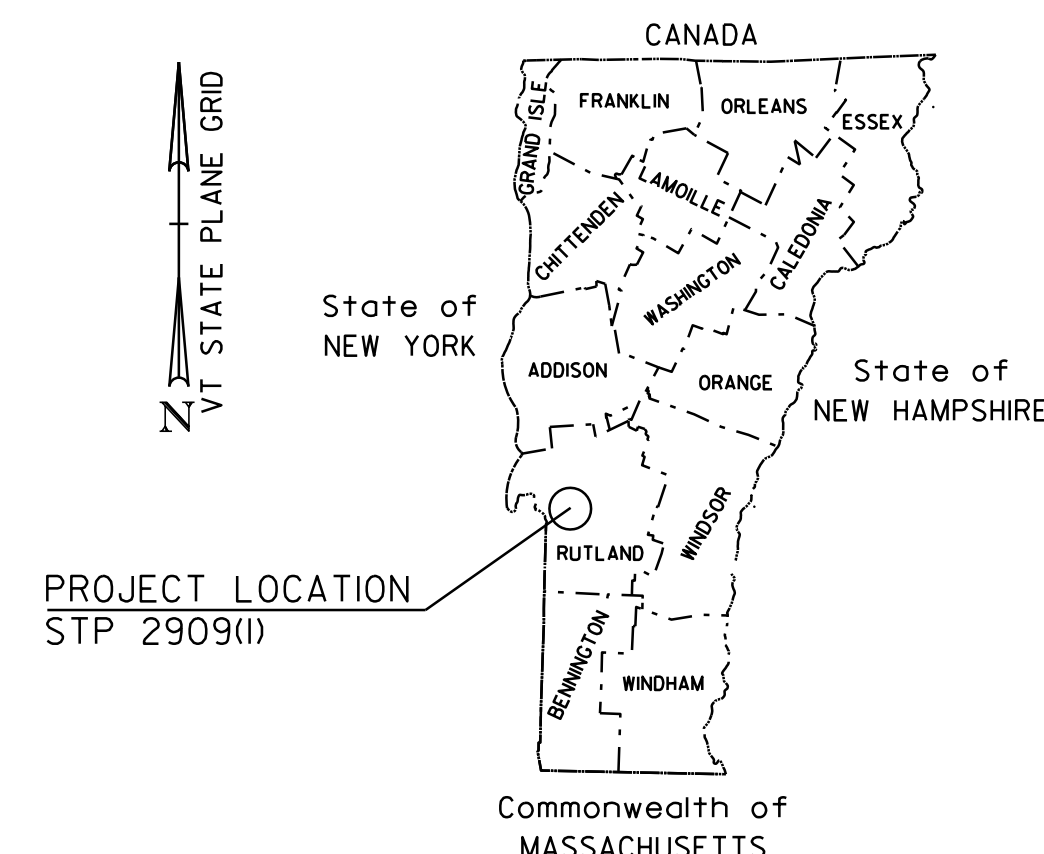 CANADA
VT STATE PLANE GRID
N
GRAND ISLE
FRANKLIN
ORLEANS
ESSEX
LAMOILLE
CHITTENDEN
CALEDONIA
WASHINGTON
State of
NEW YORK
ADDISON
ORANGE
State of
NEW HAMPSHIRE
WINDSOR
RUTLAND
PROJECT LOCATION
STP 2909(1)
BENNINGTON
WINDHAM
Commonwealth of
MASSACHUSETTS